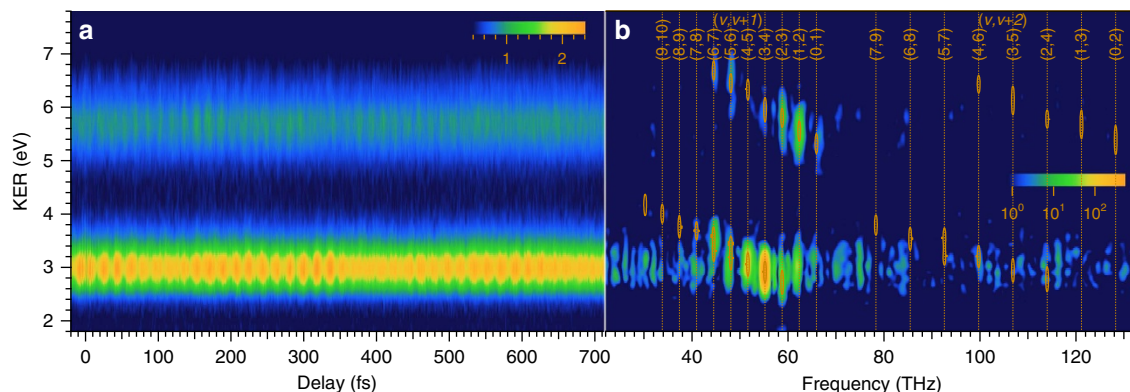 a
b
1 2
(v,v+1)
(v,v+2)
(9,10)
(8,9)
(7,8)
(6,7)
(5,6)
(4,5)
(3,4)
(2,3)
(1,2)
(0,1)
(7,9)
(6,8)
(5,7)
(4,6)
(3,5)
(2,4)
(1,3)
(0,2)
7
6
5
4
3
2
KER (eV)
10⁰ 10¹ 10²
0 100 200 300 400 500 600 700
40 60 80 100 120
Delay (fs)
Frequency (THz)